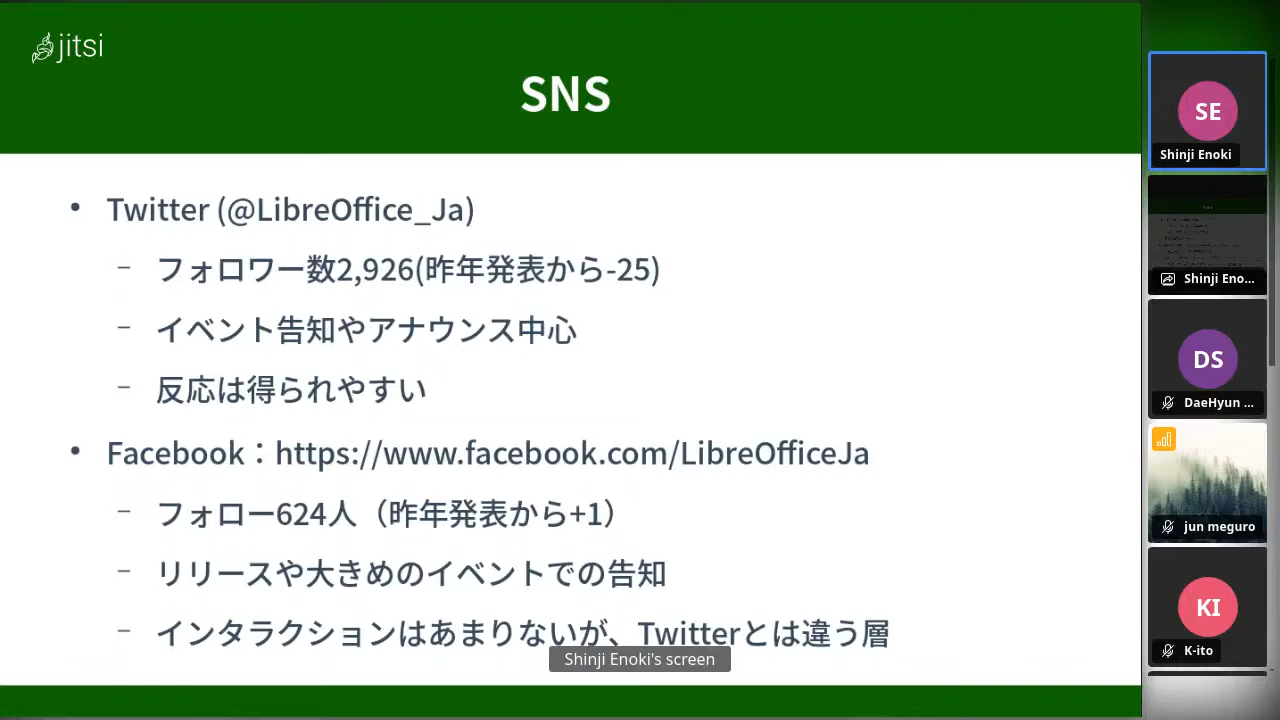 jitsi
SNS
• Twitter (@LibreOffice_Ja)
– フォロワー数2,926(昨年発表から-25)
– イベント告知やアナウンス中心
– 反応は得られやすい
• Facebook：https://www.facebook.com/LibreOfficeJa
– フォロー624人（昨年発表から+1）
– リリースや大きめのイベントでの告知
– インタラクションはあまりないが、Twitterとは違う層
Shinji Enoki's screen
SE
Shinji Enoki
Shinji Eno...
DS
DaeHyun ...
jun meguro
KI
K-ito